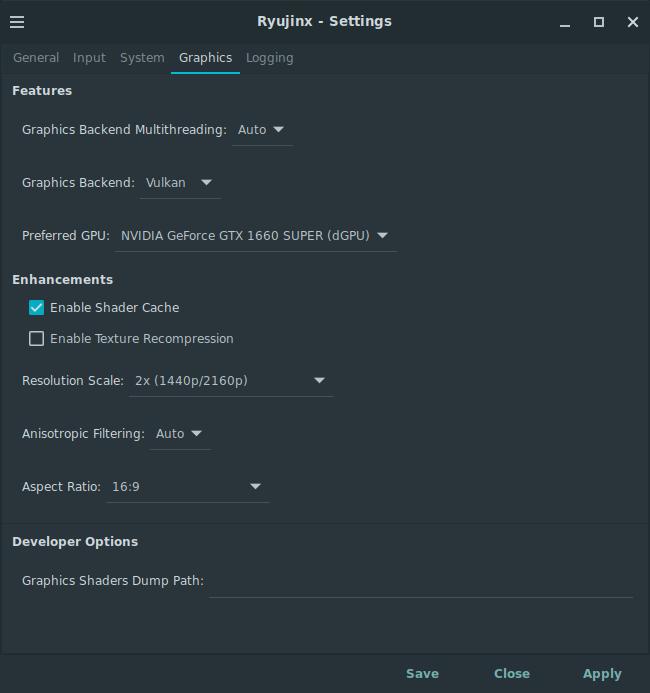 Ryujinx - Settings
General Input System Graphics Logging
Features
Graphics Backend Multithreading: Auto
Graphics Backend: Vulkan
Preferred GPU: NVIDIA GeForce GTX 1660 SUPER (dGPU)
Enhancements
Enable Shader Cache
Enable Texture Recompression
Resolution Scale: 2x (1440p/2160p)
Anisotropic Filtering: Auto
Aspect Ratio: 16:9
Developer Options
Graphics Shaders Dump Path:
Save Close Apply